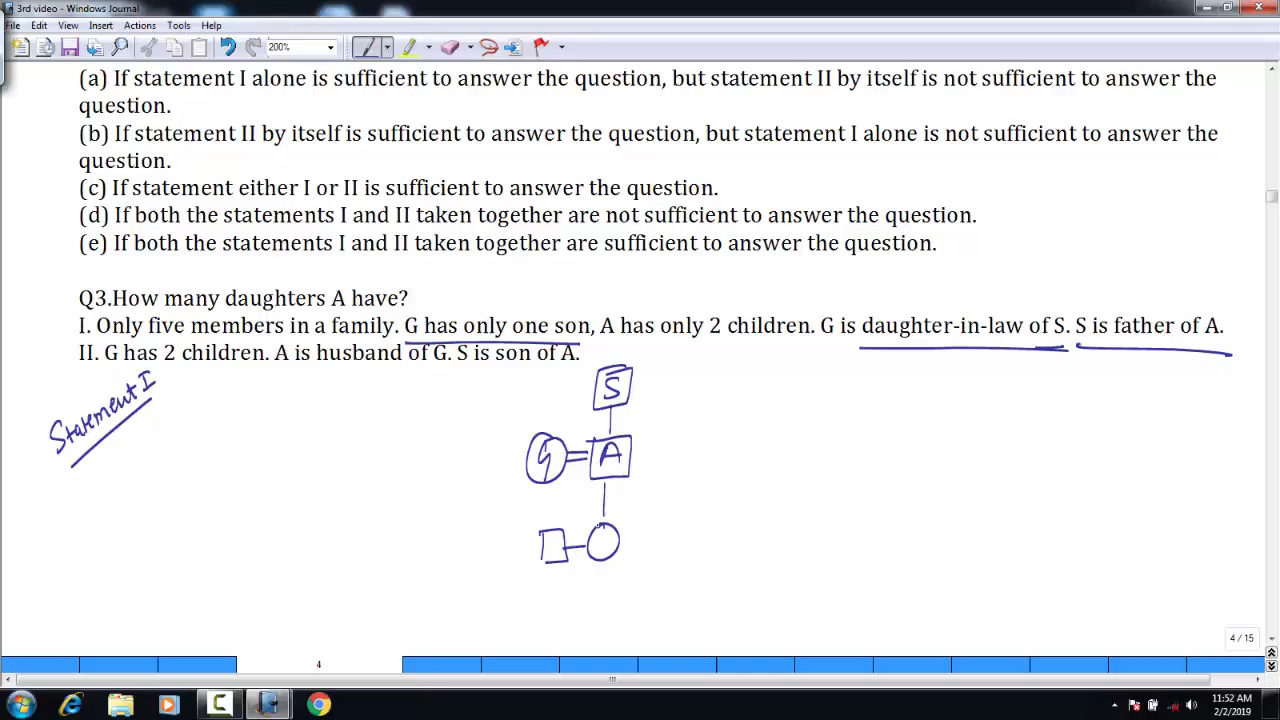 3rd video - Windows Journal
File Edit View Insert Actions Tools Help
200%
(a) If statement I alone is sufficient to answer the question, but statement II by itself is not sufficient to answer the
question.
(b) If statement II by itself is sufficient to answer the question, but statement I alone is not sufficient to answer the
question.
(c) If statement either I or II is sufficient to answer the question.
(d) If both the statements I and II taken together are not sufficient to answer the question.
(e) If both the statements I and II taken together are sufficient to answer the question.
Q3.How many daughters A have?
I. Only five members in a family. G has only one son, A has only 2 children. G is daughter-in-law of S. S is father of A.
II. G has 2 children. A is husband of G. S is son of A.
Statement I
S
G = A
4 / 15
4
11:52 AM
2/2/2019